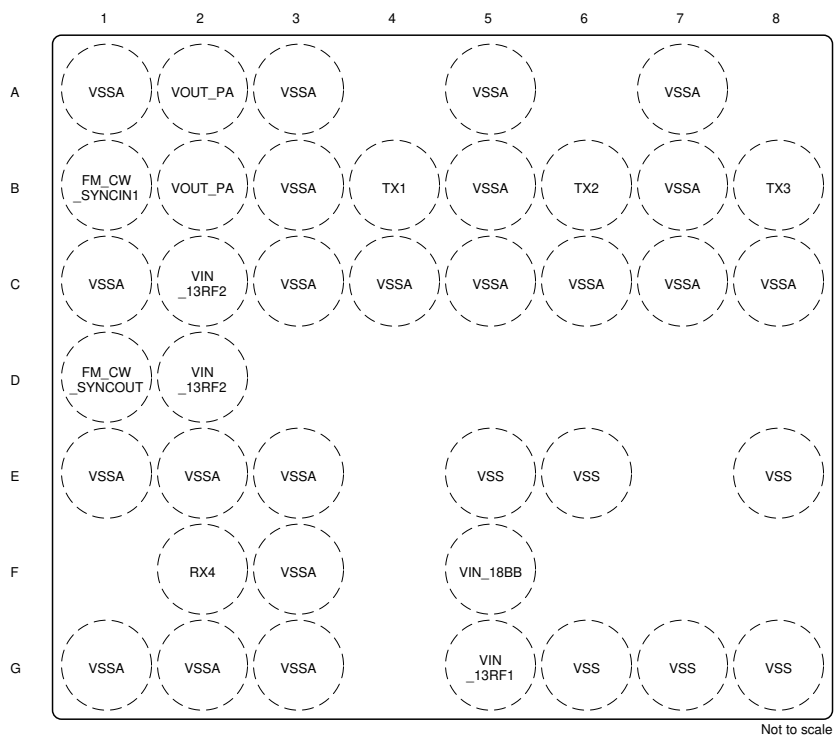 1 2 3 4 5 6 7 8
A VSSA VOUT_PA VSSA VSSA VSSA
B FM_CW
_SYNCIN1 VOUT_PA VSSA TX1 VSSA TX2 VSSA TX3
C VSSA VIN
_13RF2 VSSA VSSA VSSA VSSA VSSA VSSA
D FM_CW
_SYNCOUT VIN
_13RF2
E VSSA VSSA VSSA VSS VSS VSS
F RX4 VSSA VIN_18BB
G VSSA VSSA VSSA VIN
_13RF1 VSS VSS VSS
Not to scale